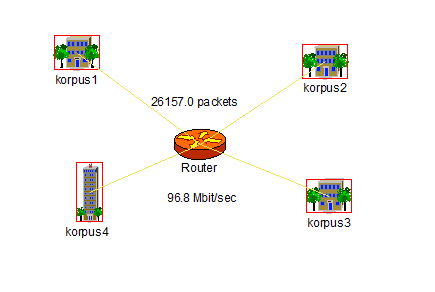 korpus1
korpus2
26157.0 packets
Router
96.8 Mbit/sec
korpus4
korpus3